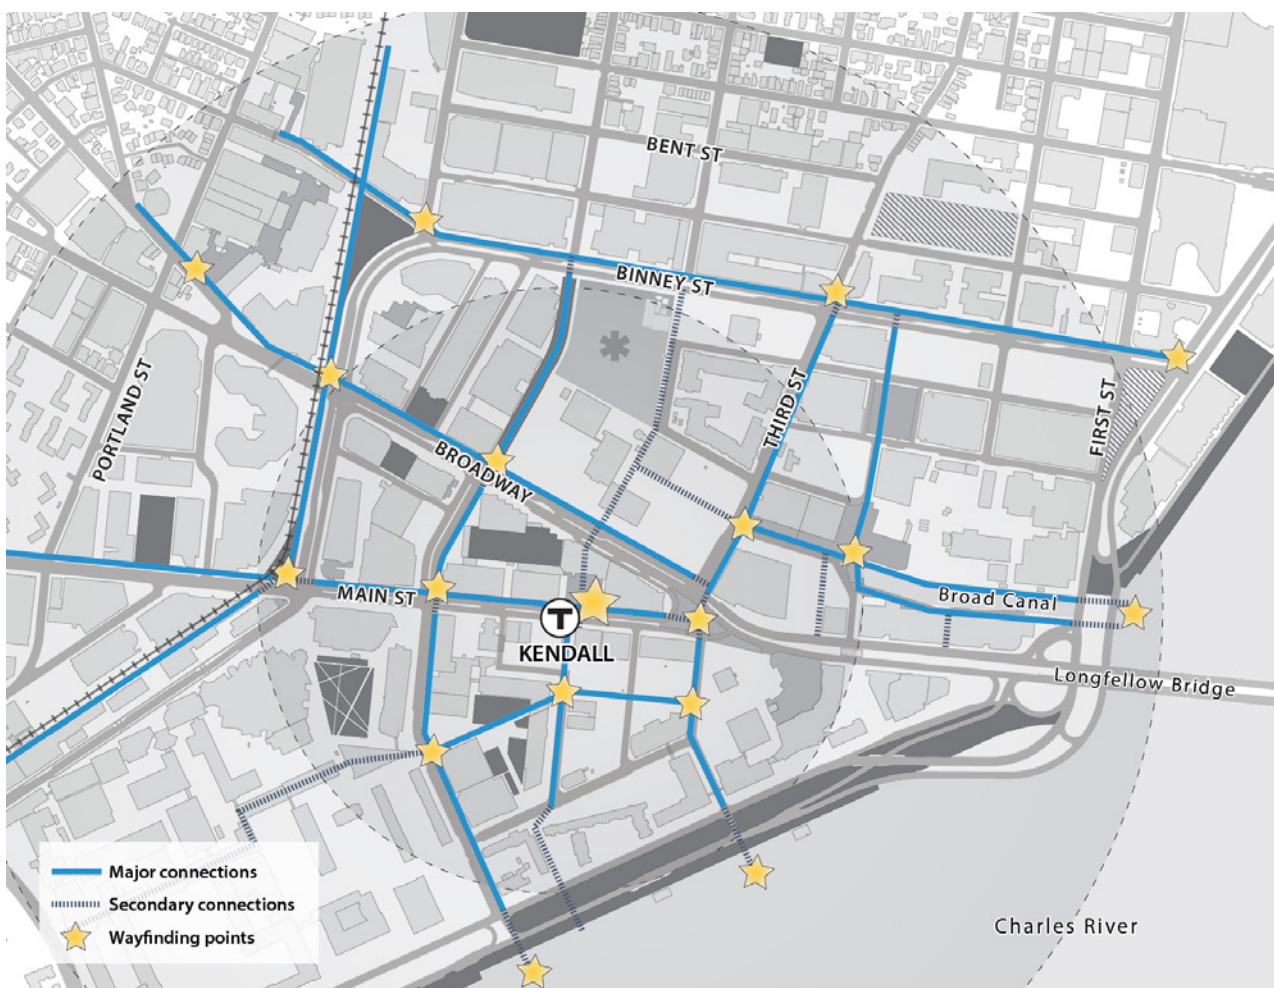 BENT ST
BINNEY ST
PORTLAND ST
THIRD ST
FIRST ST
BROADWAY
MAIN ST
T
KENDALL
Broad Canal
Longfellow Bridge
Major connections
Secondary connections
Wayfinding points
Charles River